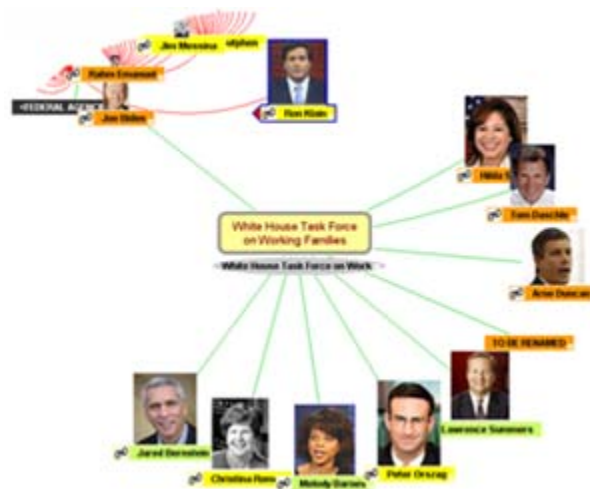 Jim Messina
Rahm Emanuel
+FEDERAL AGENC
Joe Biden
Ron Klain
Hilda S
Tom Daschle
White House Task Force
on Working Families
White House Task Force on Work
Arne Duncan
TO BE RENAMED
Lawrence Summers
Jared Bernstein
Christina Rom
Melody Barnes
Peter Orszag